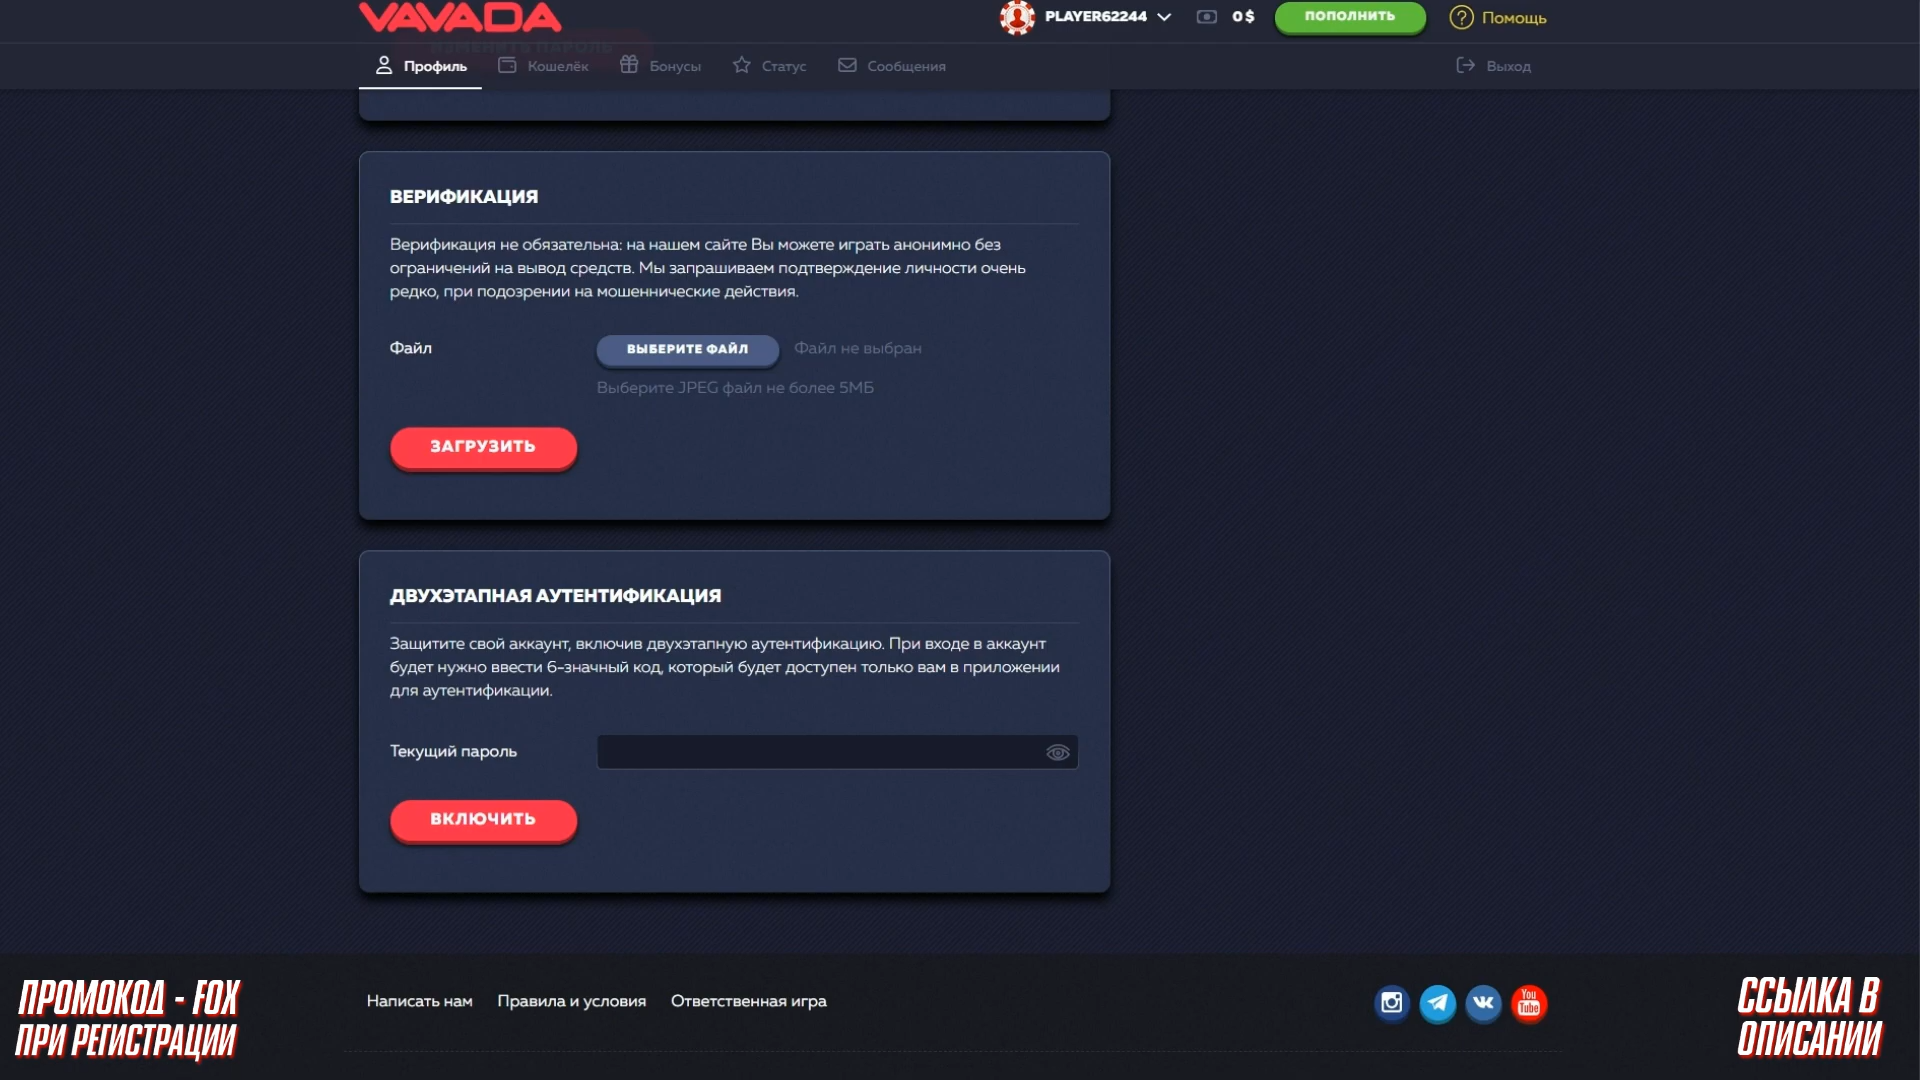 VAVADA
PLAYER62244
0 $
ПОПОЛНИТЬ
Помощь
ИЗМЕНИТЬ ПАРОЛЬ
Профиль
Кошелёк
Бонусы
Статус
Сообщения
Выход
ВЕРИФИКАЦИЯ
Верификация не обязательна: на нашем сайте Вы можете играть анонимно без
ограничений на вывод средств. Мы запрашиваем подтверждение личности очень
редко, при подозрении на мошеннические действия.
Файл
ВЫБЕРИТЕ ФАЙЛ
Файл не выбран
Выберите JPEG файл не более 5МБ
ЗАГРУЗИТЬ
ДВУХЭТАПНАЯ АУТЕНТИФИКАЦИЯ
Защитите свой аккаунт, включив двухэтапную аутентификацию. При входе в аккаунт
будет нужно ввести 6-значный код, который будет доступен только вам в приложении
для аутентификации.
Текущий пароль
ВКЛЮЧИТЬ
ПРОМОКОД - FOX
ПРИ РЕГИСТРАЦИИ
Написать нам
Правила и условия
Ответственная игра
You
Tube
ССЫЛКА В
ОПИСАНИИ